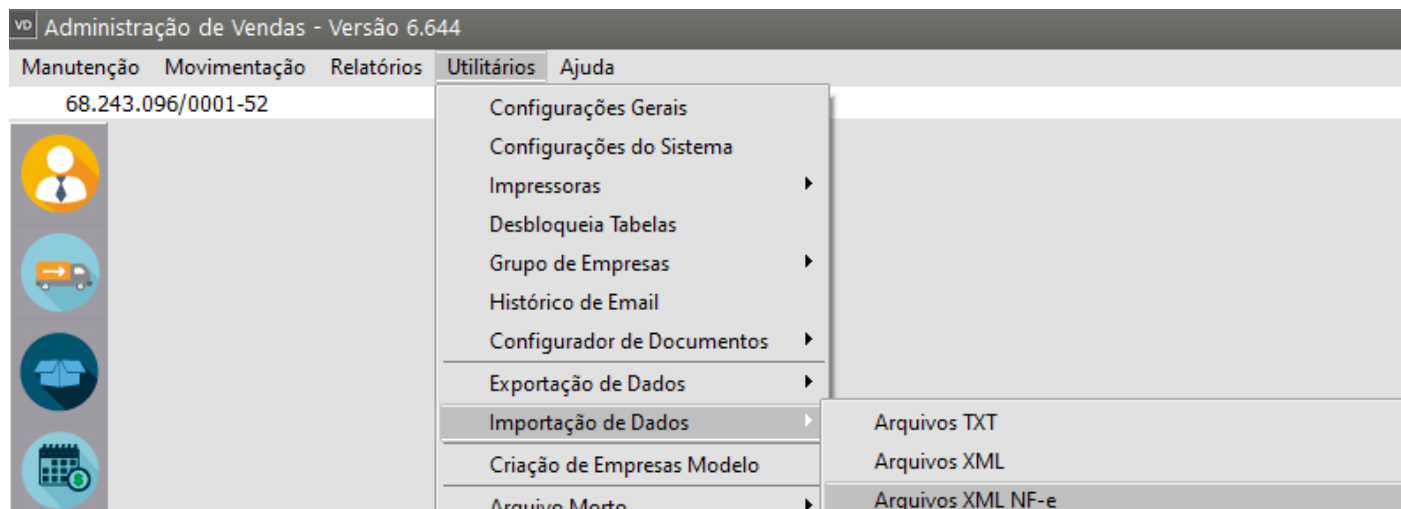 VD Administração de Vendas - Versão 6.644
Manutenção Movimentação Relatórios Utilitários Ajuda
68.243.096/0001-52
Configurações Gerais
Configurações do Sistema
Impressoras
Desbloqueia Tabelas
Grupo de Empresas
Histórico de Email
Configurador de Documentos
Exportação de Dados
Importação de Dados
Arquivos TXT
Arquivos XML
Criação de Empresas Modelo
Arquivo Morto
Arquivos XML NF-e